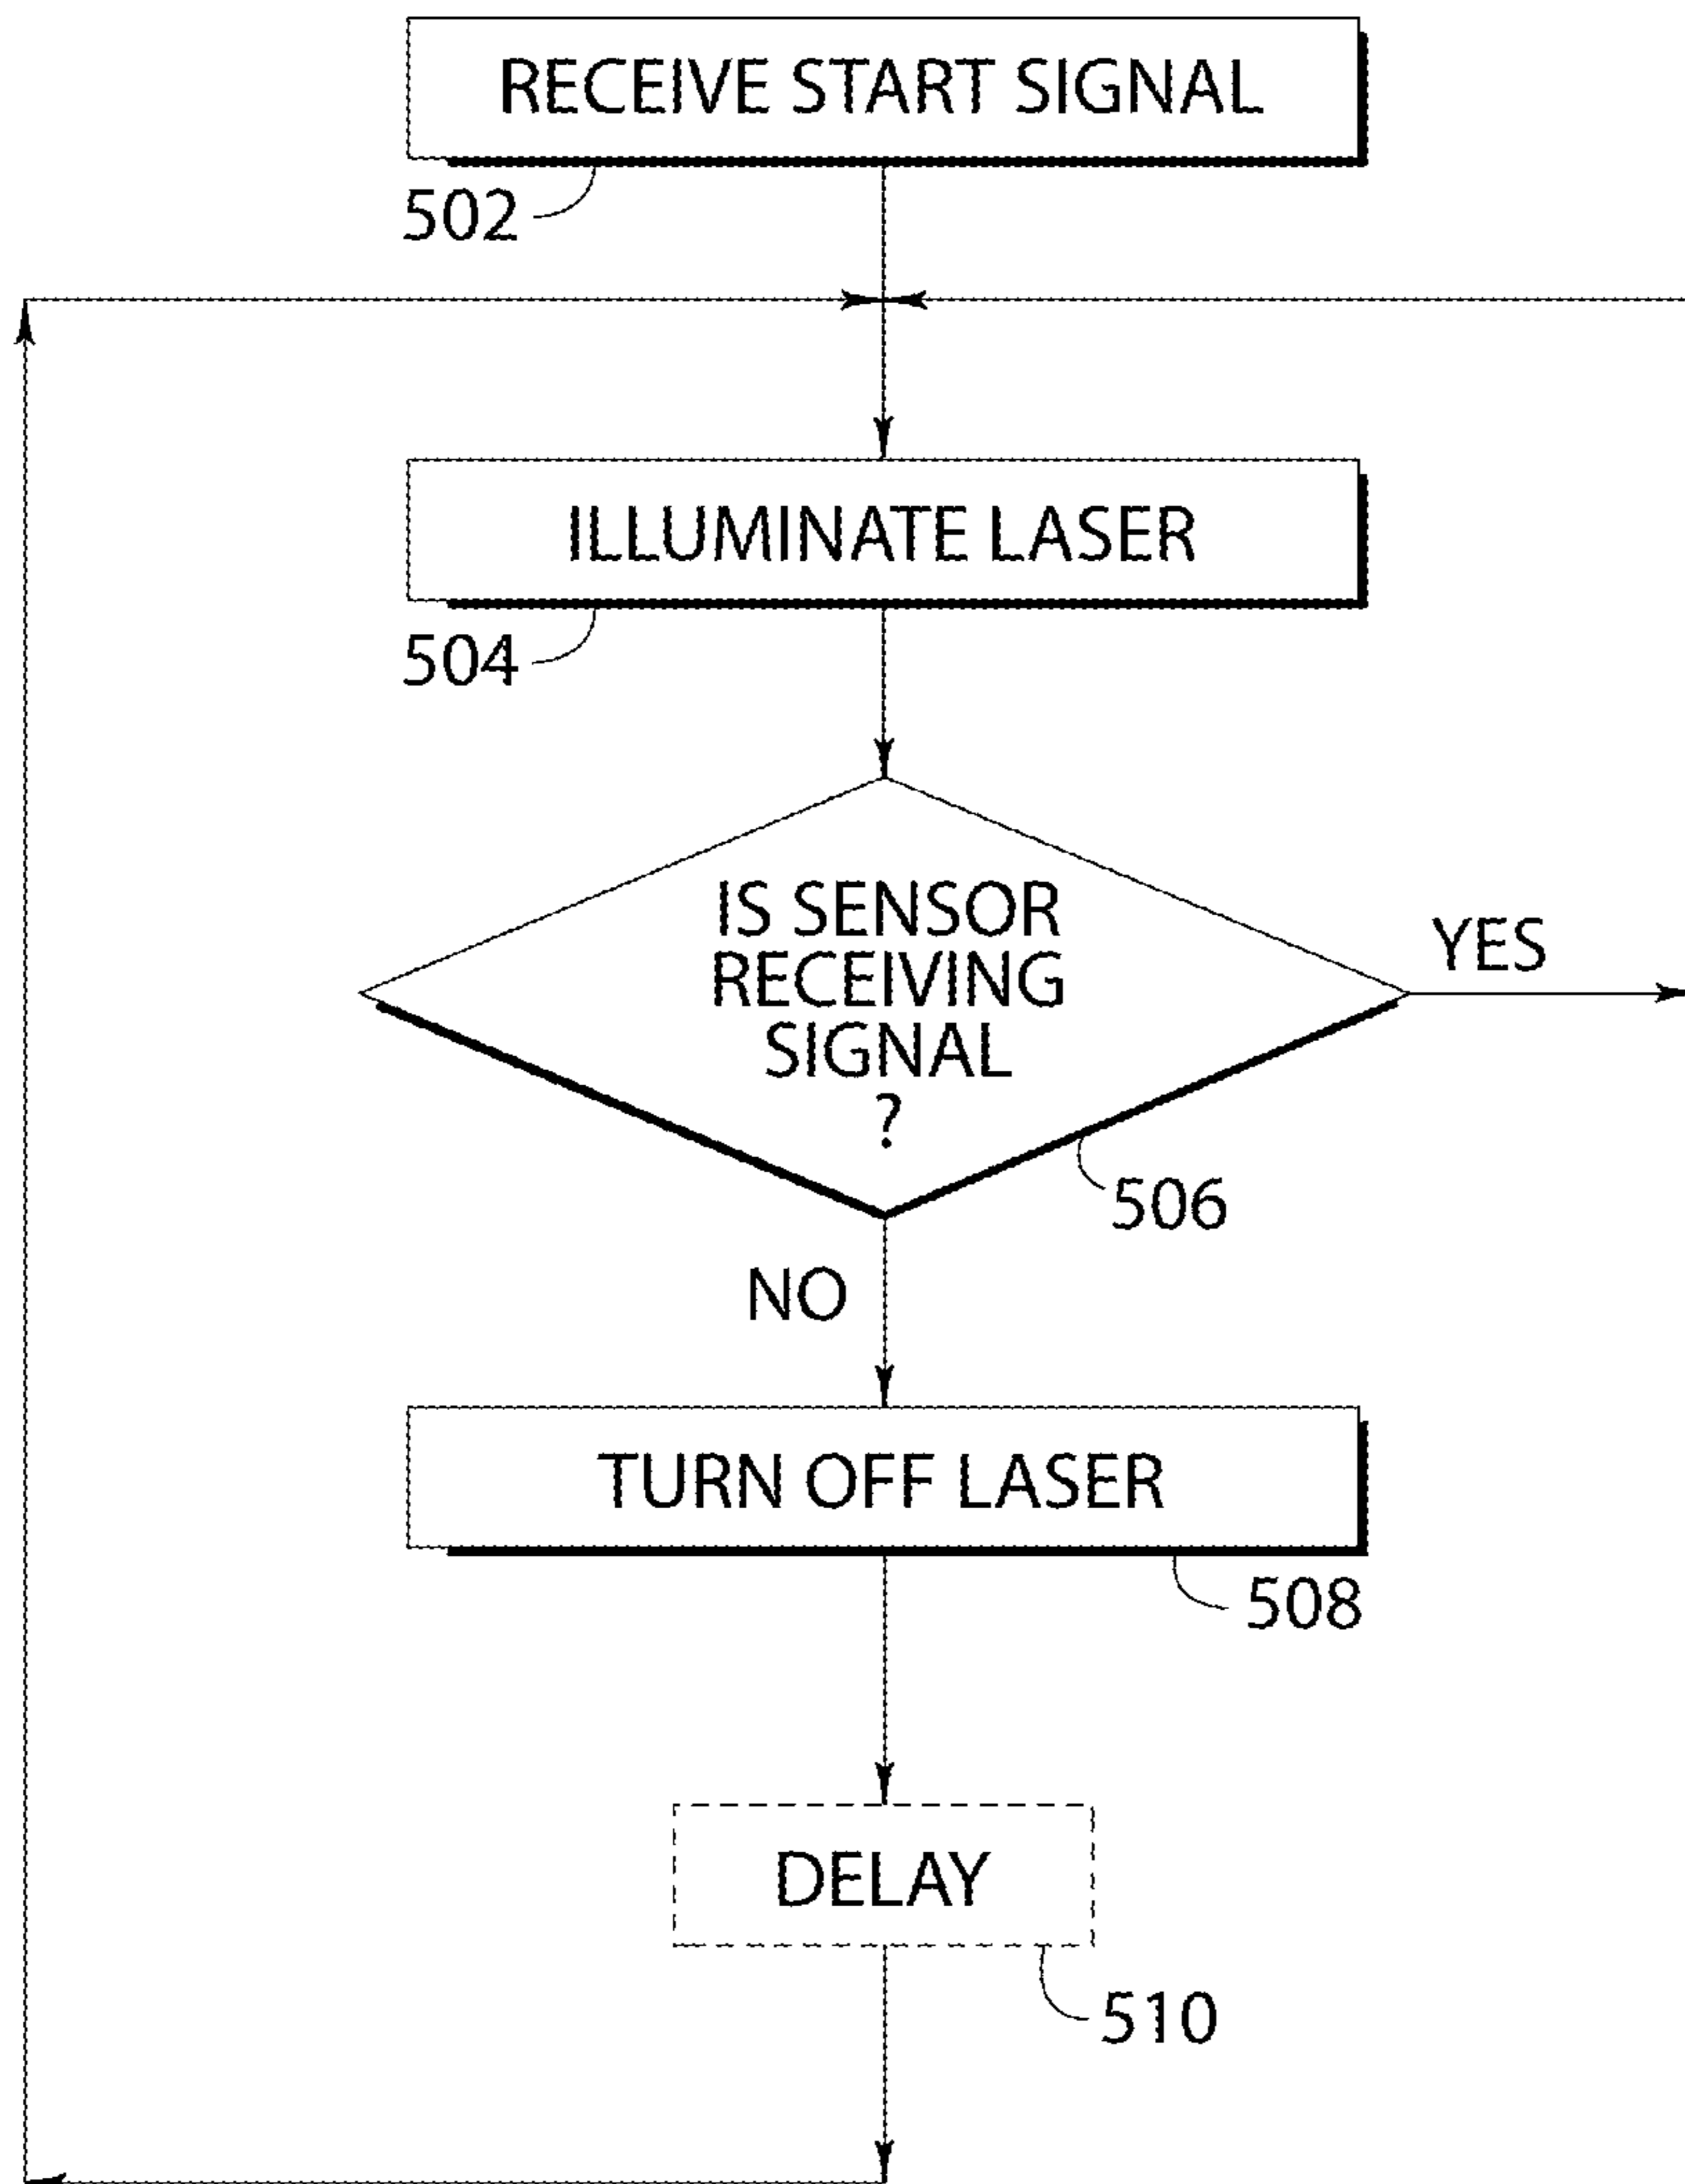 RECEIVE START SIGNAL
502
ILLUMINATE LASER
504
IS SENSOR
RECEIVING
SIGNAL
?
YES
506
NO
TURN OFF LASER
508
DELAY
510